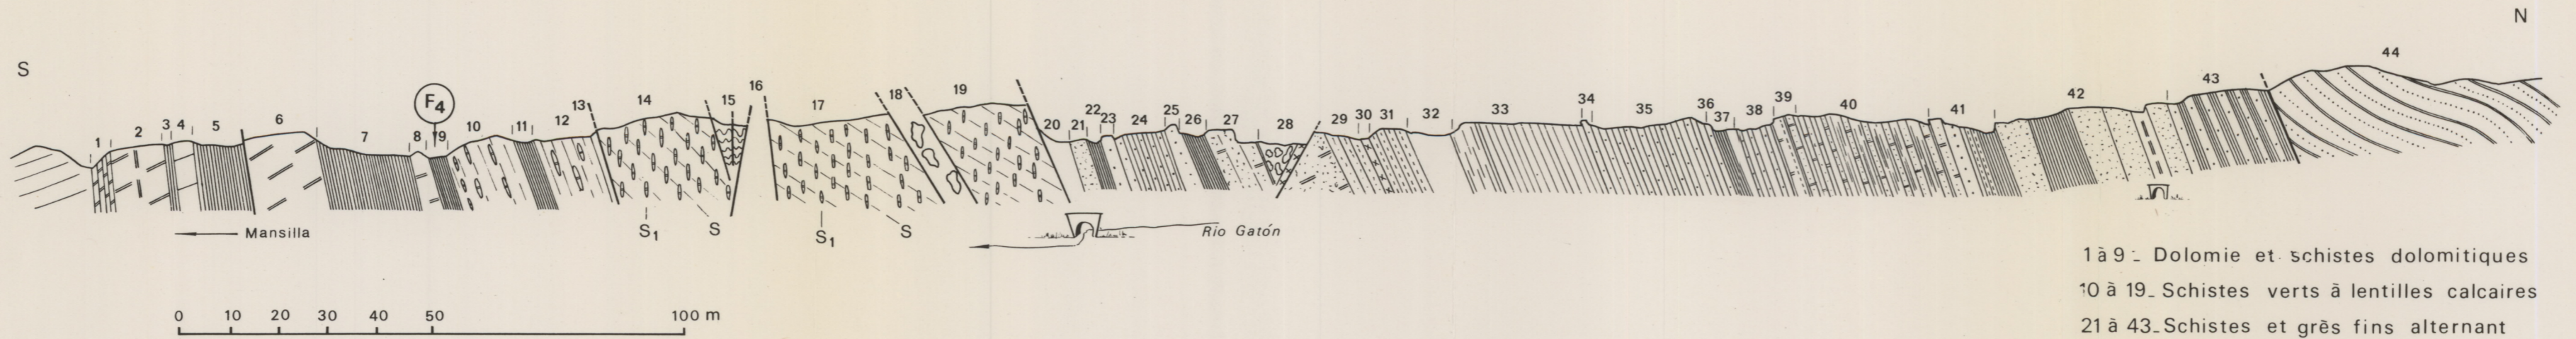 S
N
F4
1 2 3 4 5 6 7 8 9 10 11 12 13 14 15 16 17 18 19 20 21 22 23 24 25 26 27 28 29 30 31 32 33 34 35 36 37 38 39 40 41 42 43 44
S1 S S1 S
Mansilla
Río Gatón
0 10 20 30 40 50 100 m
1 à 9 - Dolomie et schistes dolomitiques
10 à 19 - Schistes verts à lentilles calcaires
21 à 43 - Schistes et grès fins alternant